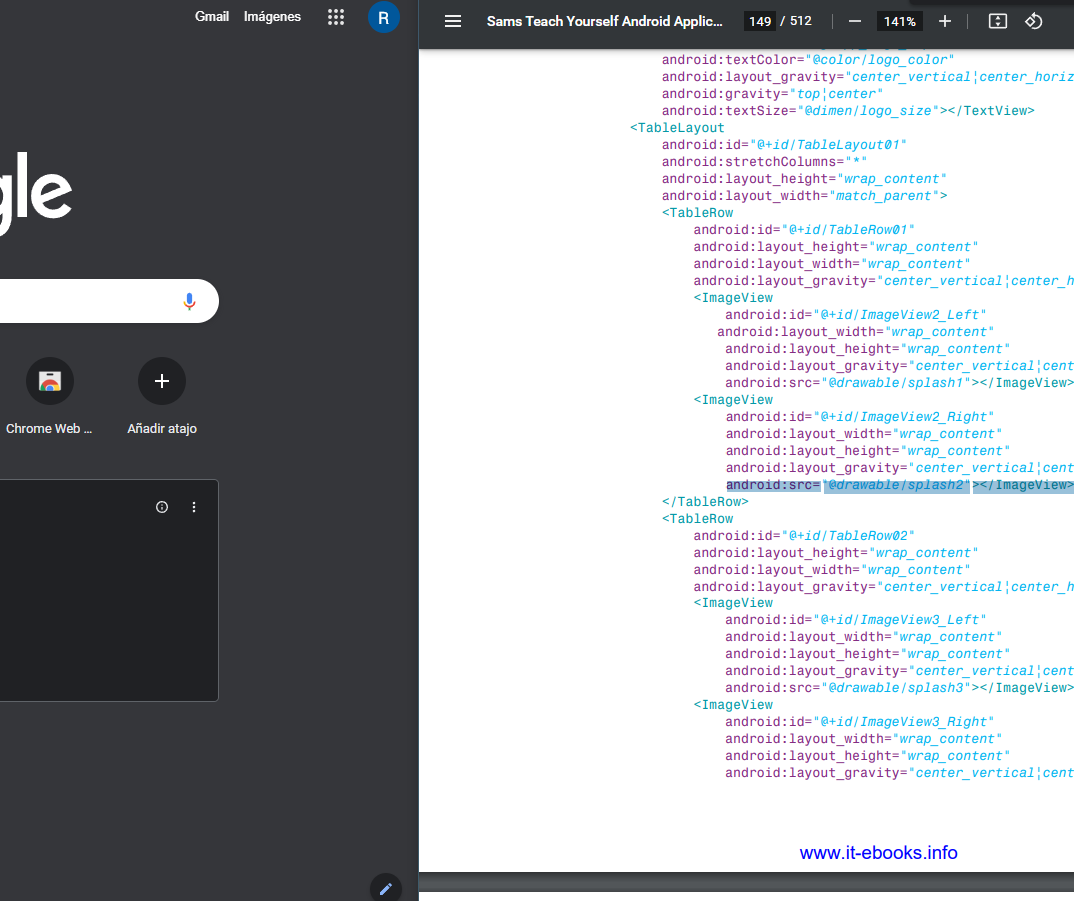 Gmail
Imágenes
R
gle
Chrome Web ...
Añadir atajo
Sams Teach Yourself Android Applic...
149 / 512
141%
android:textColor="@color/logo_color"
android:layout_gravity="center_vertical¦center_horiz
android:gravity="top¦center"
android:textSize="@dimen/logo_size"></TextView>
<TableLayout
android:id="@+id/TableLayout01"
android:stretchColumns="*"
android:layout_height="wrap_content"
android:layout_width="match_parent">
<TableRow
android:id="@+id/TableRow01"
android:layout_height="wrap_content"
android:layout_width="wrap_content"
android:layout_gravity="center_vertical¦center_h
<ImageView
android:id="@+id/ImageView2_Left"
android:layout_width="wrap_content"
android:layout_height="wrap_content"
android:layout_gravity="center_vertical¦cent
android:src="@drawable/splash1"></ImageView>
<ImageView
android:id="@+id/ImageView2_Right"
android:layout_width="wrap_content"
android:layout_height="wrap_content"
android:layout_gravity="center_vertical¦cent
android:src="@drawable/splash2"></ImageView>
</TableRow>
<TableRow
android:id="@+id/TableRow02"
android:layout_height="wrap_content"
android:layout_width="wrap_content"
android:layout_gravity="center_vertical¦center_h
<ImageView
android:id="@+id/ImageView3_Left"
android:layout_width="wrap_content"
android:layout_height="wrap_content"
android:layout_gravity="center_vertical¦cent
android:src="@drawable/splash3"></ImageView>
<ImageView
android:id="@+id/ImageView3_Right"
android:layout_width="wrap_content"
android:layout_height="wrap_content"
android:layout_gravity="center_vertical¦cent
www.it-ebooks.info